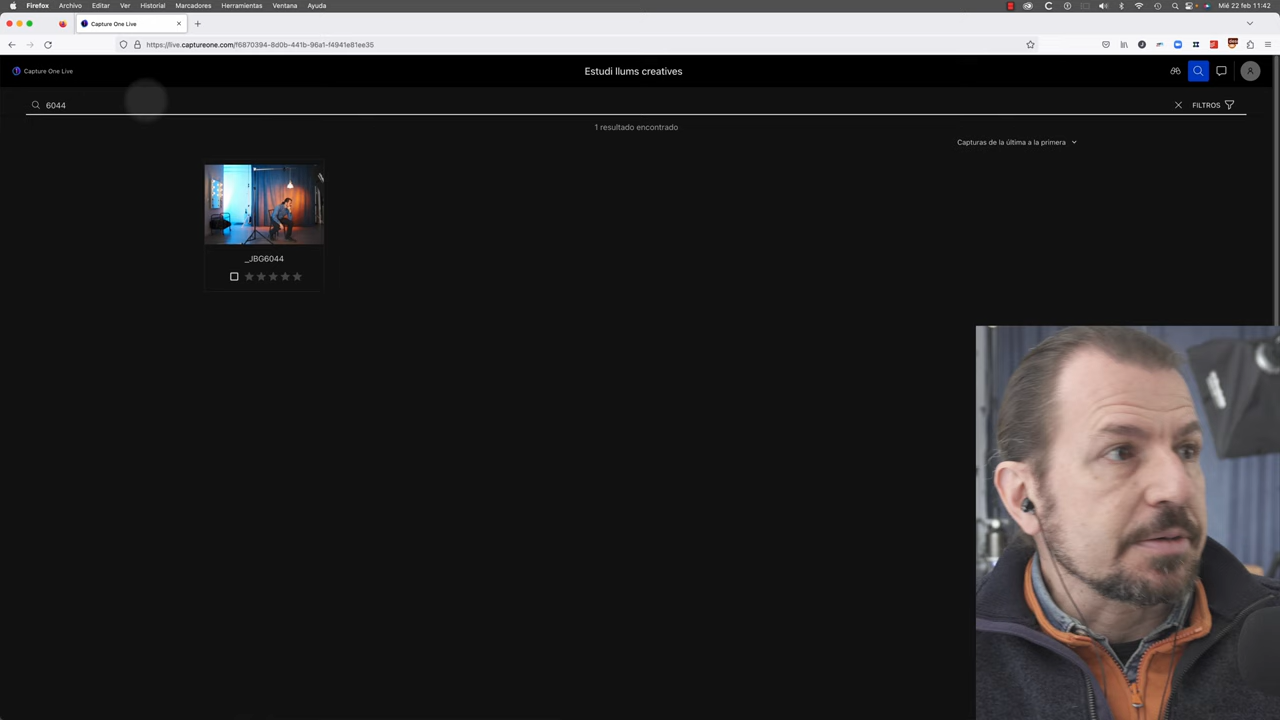 Firefox Archivo Editar Ver Historial Marcadores Herramientas Ventana Ayuda
Mié 22 feb 11:42
Capture One Live
https://live.captureone.com/f6870394-8d0b-441b-96a1-f4941e81ee35
Capture One Live
Estudi llums creatives
6044
FILTROS
1 resultado encontrado
Capturas de la última a la primera
_JBG6044